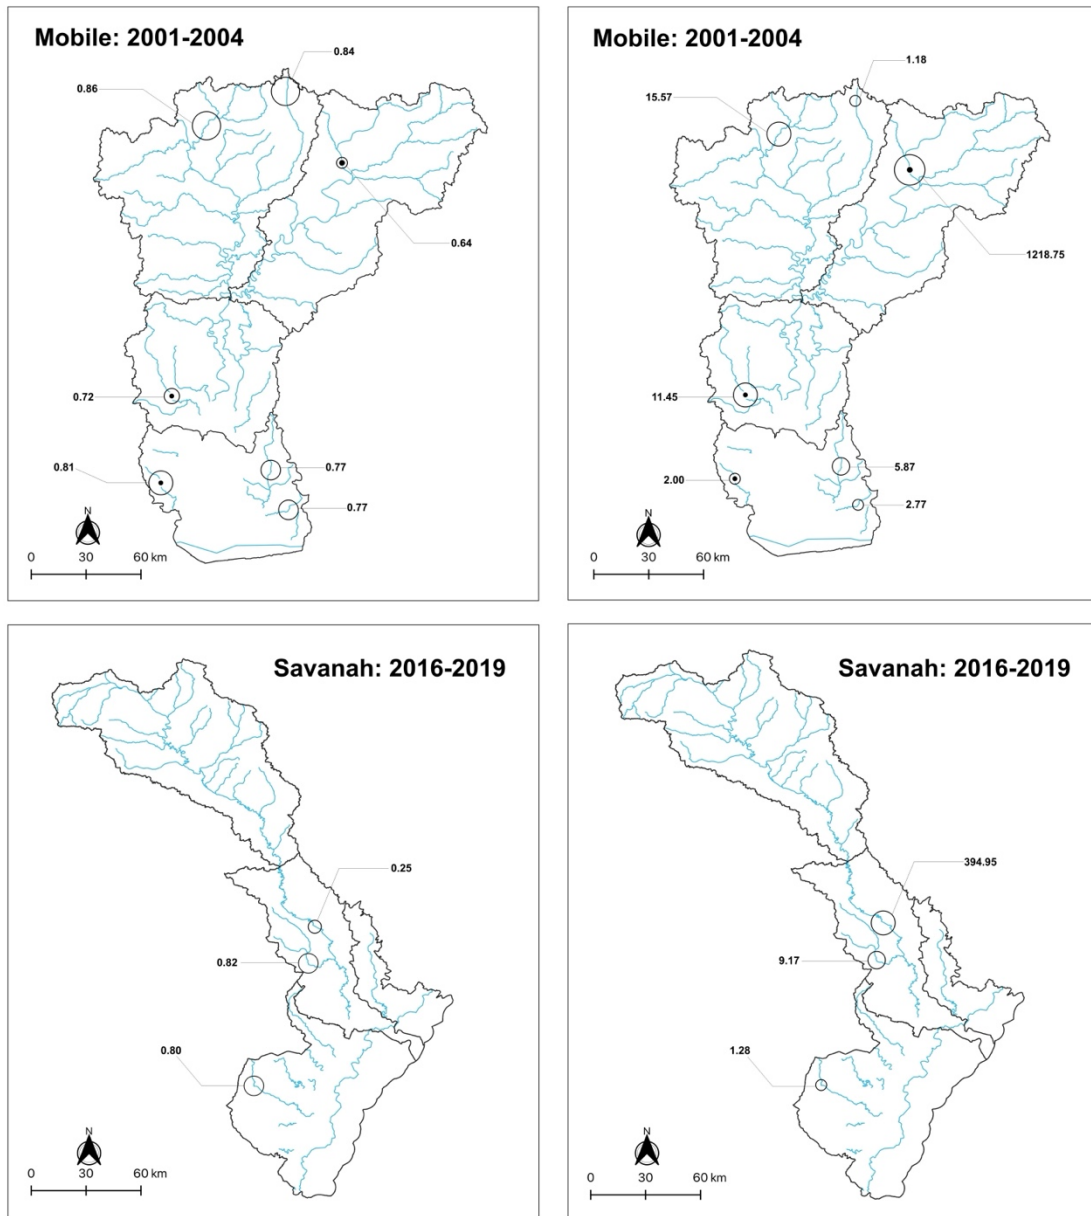 Mobile: 2001-2004
0.84
0.86
0.64
0.72
0.81
0.77
0.77
N
0 30 60 km
Mobile: 2001-2004
1.18
15.57
1218.75
11.45
2.00
5.87
2.77
N
0 30 60 km
Savanah: 2016-2019
0.25
0.82
0.80
N
0 30 60 km
Savanah: 2016-2019
394.95
9.17
1.28
N
0 30 60 km